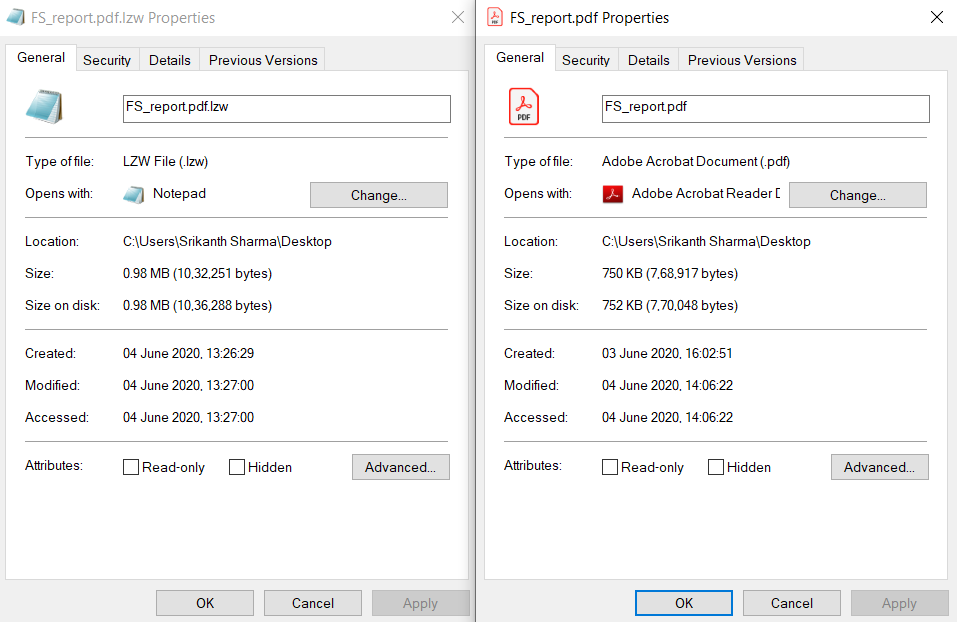 FS_report.pdf.lzw Properties
General Security Details Previous Versions
FS_report.pdf.lzw
Type of file: LZW File (.lzw)
Opens with: Notepad Change...
Location: C:\Users\Srikanth Sharma\Desktop
Size: 0.98 MB (10,32,251 bytes)
Size on disk: 0.98 MB (10,36,288 bytes)
Created: 04 June 2020, 13:26:29
Modified: 04 June 2020, 13:27:00
Accessed: 04 June 2020, 13:27:00
Attributes: Read-only Hidden Advanced...
OK Cancel Apply
FS_report.pdf Properties
General Security Details Previous Versions
PDF
FS_report.pdf
Type of file: Adobe Acrobat Document (.pdf)
Opens with: Adobe Acrobat Reader D Change...
Location: C:\Users\Srikanth Sharma\Desktop
Size: 750 KB (7,68,917 bytes)
Size on disk: 752 KB (7,70,048 bytes)
Created: 03 June 2020, 16:02:51
Modified: 04 June 2020, 14:06:22
Accessed: 04 June 2020, 14:06:22
Attributes: Read-only Hidden Advanced...
OK Cancel Apply